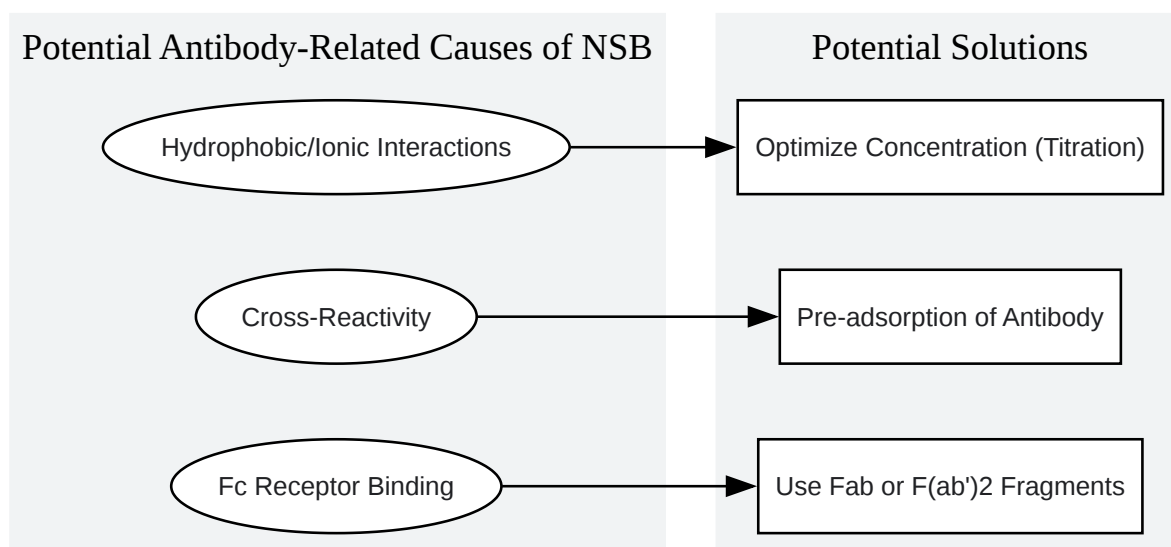 Potential Antibody-Related Causes of NSB
Potential Solutions
Hydrophobic/Ionic Interactions
Optimize Concentration (Titration)
Cross-Reactivity
Pre-adsorption of Antibody
Fc Receptor Binding
Use Fab or F(ab')2 Fragments